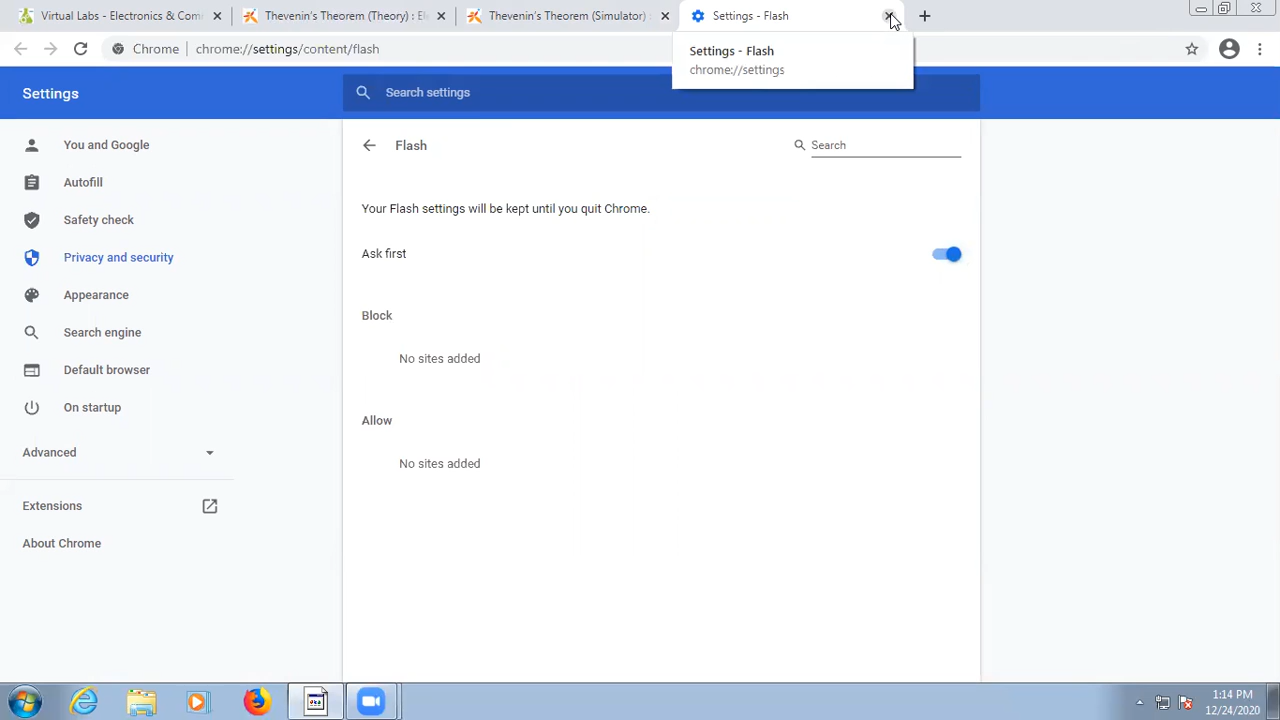 Virtual Labs - Electronics & Com
Thevenin's Theorem (Theory) : El
Thevenin's Theorem (Simulator) :
Settings - Flash
Chrome
chrome://settings/content/flash
Settings - Flash
chrome://settings
Settings
Search settings
You and Google
Autofill
Safety check
Privacy and security
Appearance
Search engine
Default browser
On startup
Advanced
Extensions
About Chrome
Flash
Search
Your Flash settings will be kept until you quit Chrome.
Ask first
Block
No sites added
Allow
No sites added
1:14 PM
12/24/2020